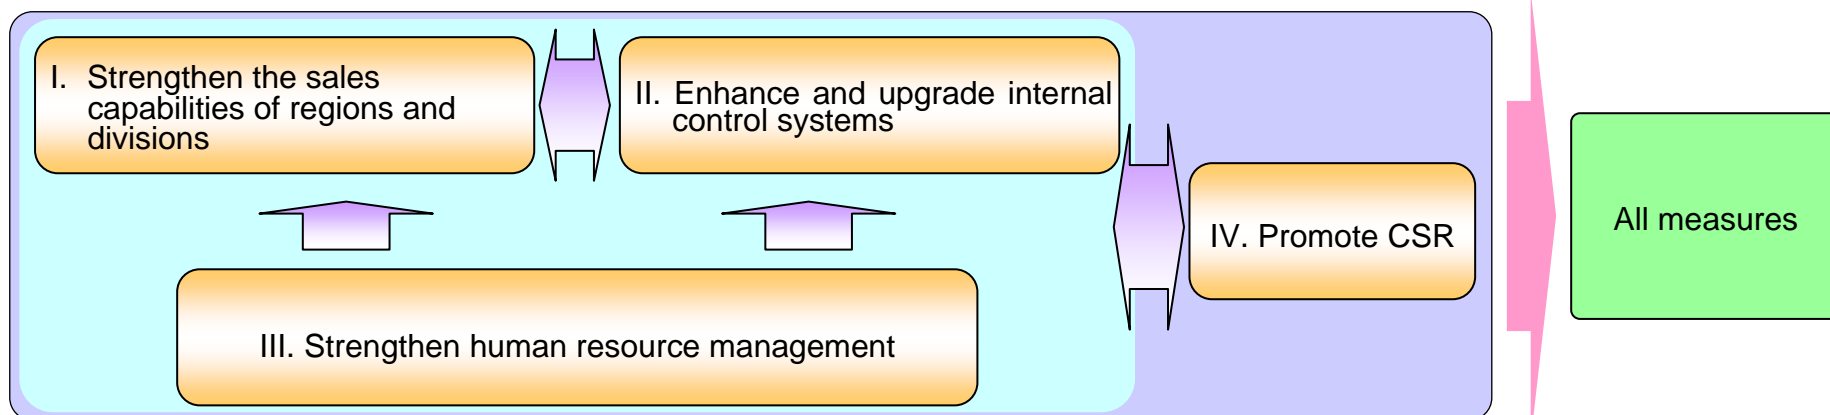 I. Strengthen the sales
capabilities of regions and
divisions
II. Enhance and upgrade internal
control systems
IV. Promote CSR
All measures
III. Strengthen human resource management